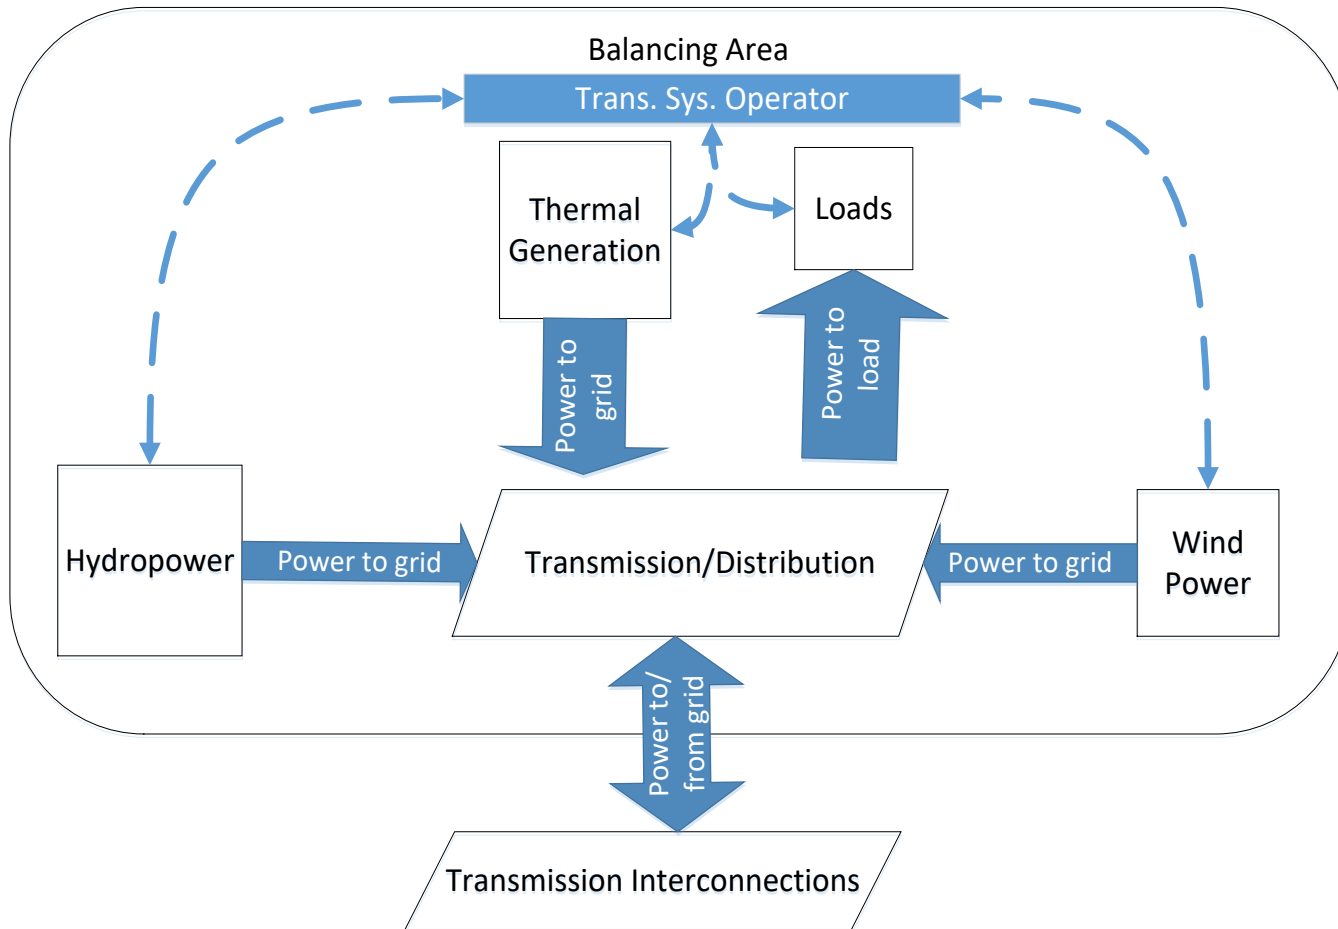 Balancing Area
Trans. Sys. Operator
Thermal
Generation
Loads
Power to
grid
Power to
load
Hydropower
Power to grid
Transmission/Distribution
Power to grid
Wind
Power
Power to/
from grid
Transmission Interconnections